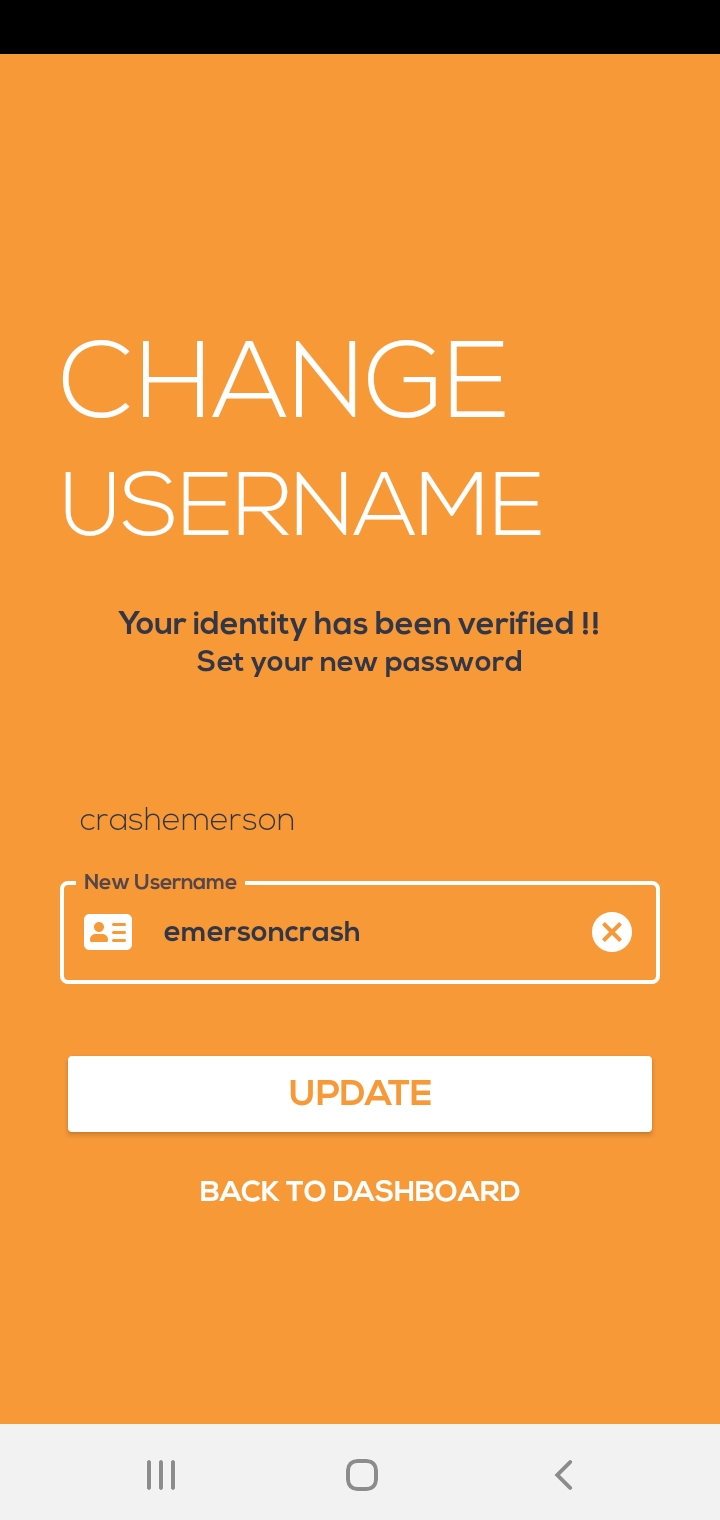 CHANGE
USERNAME
Your identity has been verified !!
Set your new password
crashemerson
New Username
emersoncrash
UPDATE
BACK TO DASHBOARD